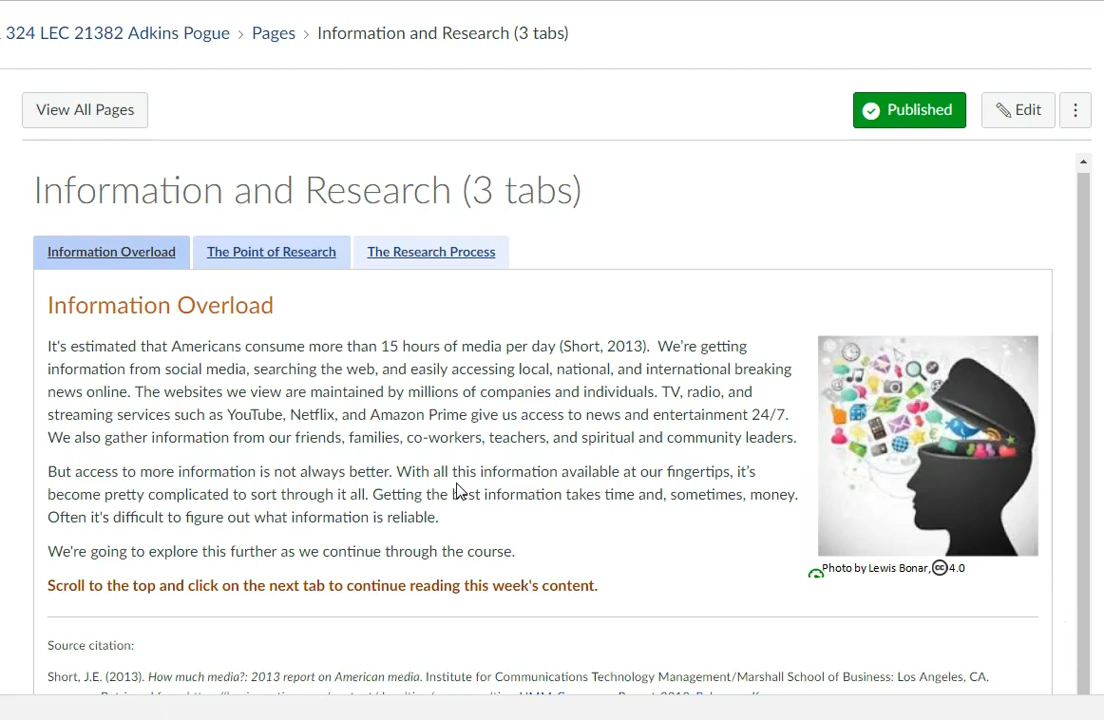 324 LEC 21382 Adkins Pogue > Pages > Information and Research (3 tabs)
View All Pages
Published
Edit
Information and Research (3 tabs)
Information Overload
The Point of Research
The Research Process
Information Overload
It's estimated that Americans consume more than 15 hours of media per day (Short, 2013).  We're getting
information from social media, searching the web, and easily accessing local, national, and international breaking
news online. The websites we view are maintained by millions of companies and individuals. TV, radio, and
streaming services such as YouTube, Netflix, and Amazon Prime give us access to news and entertainment 24/7.
We also gather information from our friends, families, co-workers, teachers, and spiritual and community leaders.
But access to more information is not always better. With all this information available at our fingertips, it's
become pretty complicated to sort through it all. Getting the best information takes time and, sometimes, money.
Often it's difficult to figure out what information is reliable.
We're going to explore this further as we continue through the course.
Scroll to the top and click on the next tab to continue reading this week's content.
Photo by Lewis Bonar, cc 4.0
Source citation:
Short, J.E. (2013). How much media?: 2013 report on American media. Institute for Communications Technology Management/Marshall School of Business: Los Angeles, CA.